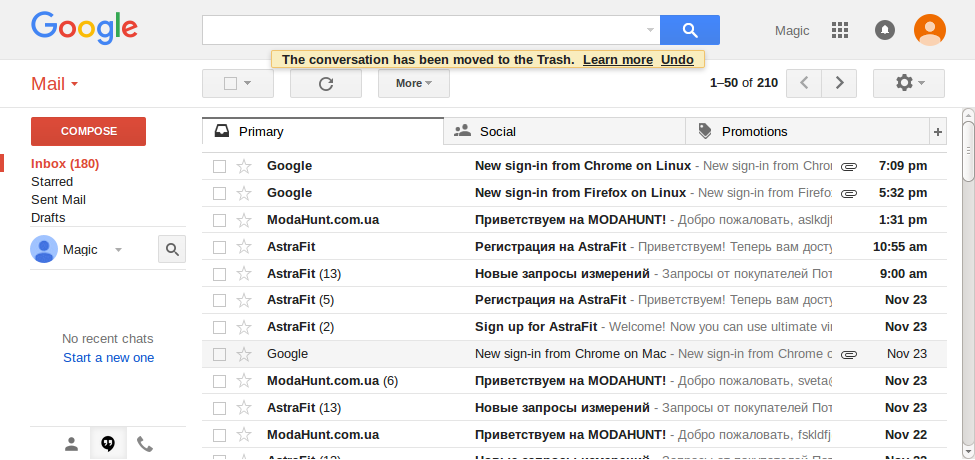 Google
Magic
The conversation has been moved to the Trash. Learn more Undo
Mail
More
1–50 of 210
COMPOSE
Primary
Social
Promotions
+
Inbox (180)
Starred
Sent Mail
Drafts
Magic
No recent chats
Start a new one
Google New sign-in from Chrome on Linux - New sign-in from Chro 7:09 pm
Google New sign-in from Firefox on Linux - New sign-in from Firefo 5:32 pm
ModaHunt.com.ua Приветствуем на MODAHUNT! - Добро пожаловать, aslkdjf 1:31 pm
AstraFit Регистрация на AstraFit - Приветствуем! Теперь вам досту 10:55 am
AstraFit (13) Новые запросы измерений - Запросы от покупателей Пот 9:00 am
AstraFit (5) Регистрация на AstraFit - Приветствуем! Теперь вам досту Nov 23
AstraFit (2) Sign up for AstraFit - Welcome! Now you can use ultimate vir Nov 23
Google New sign-in from Chrome on Mac - New sign-in from Chrome c Nov 23
ModaHunt.com.ua (6) Приветствуем на MODAHUNT! - Добро пожаловать, sveta@ Nov 23
AstraFit (13) Новые запросы измерений - Запросы от покупателей Пот Nov 23
ModaHunt.com.ua Приветствуем на MODAHUNT! - Добро пожаловать, fskldfj Nov 22